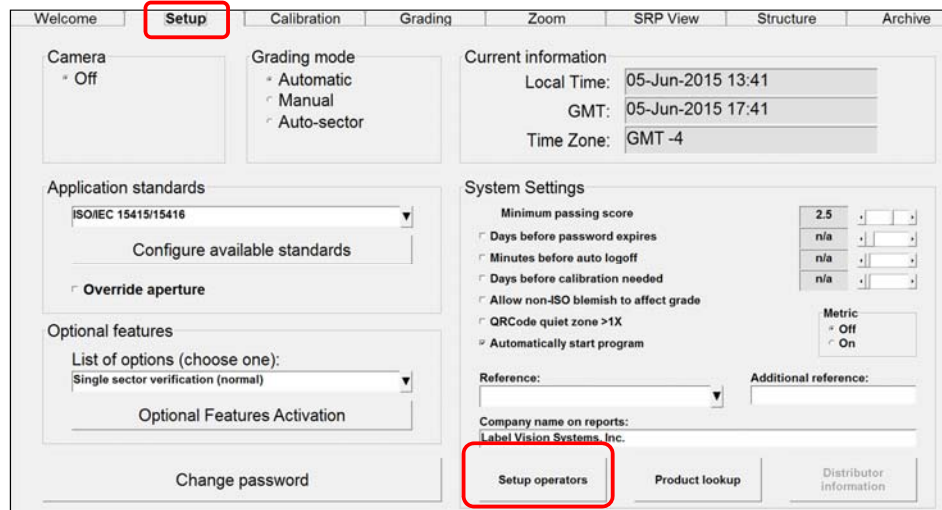 Welcome Setup Calibration Grading Zoom SRP View Structure Archive
Camera
Off
Grading mode
Automatic
Manual
Auto-sector
Current information
Local Time: 05-Jun-2015 13:41
GMT: 05-Jun-2015 17:41
Time Zone: GMT -4
Application standards
ISO/IEC 15415/15416
Configure available standards
Override aperture
Optional features
List of options (choose one):
Single sector verification (normal)
Optional Features Activation
Change password
System Settings
Minimum passing score 2.5
Days before password expires n/a
Minutes before auto logoff n/a
Days before calibration needed n/a
Allow non-ISO blemish to affect grade
QRCode quiet zone >1X
Automatically start program
Metric
Off
On
Reference:
Additional reference:
Company name on reports:
Label Vision Systems, Inc.
Setup operators
Product lookup
Distributor
information